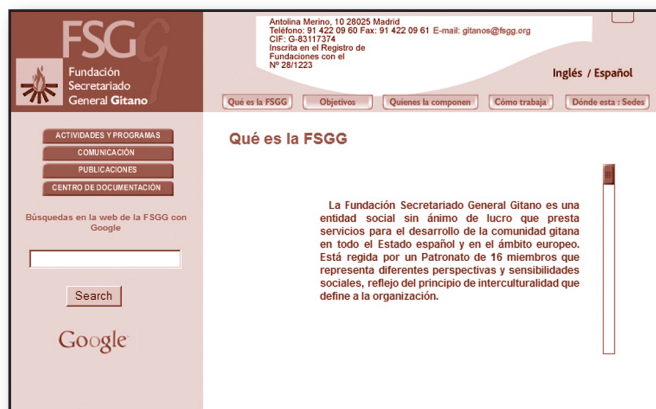 FSGG
Fundación
Secretariado
General Gitano
Antolina Merino, 10 28025 Madrid
Teléfono: 91 422 09 60 Fax: 91 422 09 61 E-mail: gitanos@fsgg.org
CIF: G-83117374
Inscrita en el Registro de
Fundaciones con el
Nº 28/1223
Inglés / Español
Qué es la FSGG
Objetivos
Quienes la componen
Cómo trabaja
Dónde esta : Sedes
ACTIVIDADES Y PROGRAMAS
COMUNICACIÓN
PUBLICACIONES
CENTRO DE DOCUMENTACIÓN
Búsquedas en la web de la FSGG con
Google
Search
Google
Qué es la FSGG
La Fundación Secretariado General Gitano es una
entidad social sin ánimo de lucro que presta
servicios para el desarrollo de la comunidad gitana
en todo el Estado español y en el ámbito europeo.
Está regida por un Patronato de 16 miembros que
representa diferentes perspectivas y sensibilidades
sociales, reflejo del principio de interculturalidad que
define a la organización.